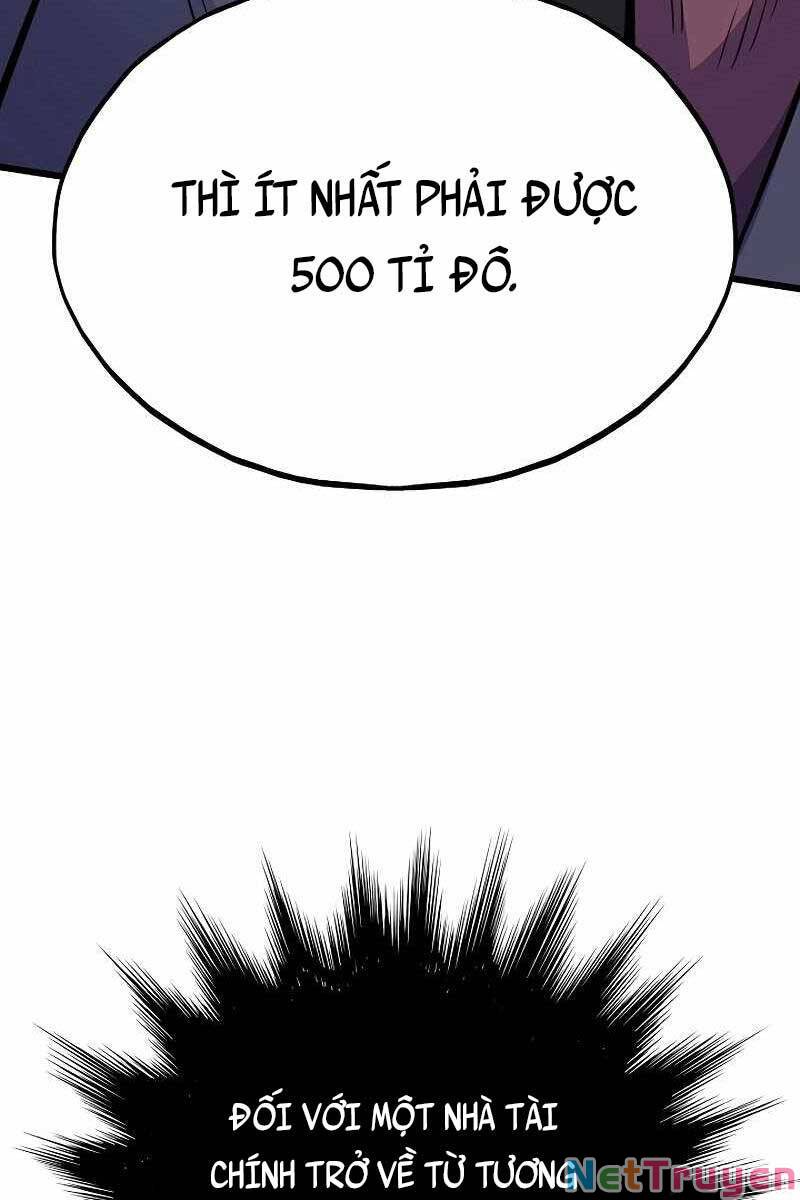 THÌ ÍT NHẤT PHẢI ĐƯỢC
500 TỈ ĐÔ.
ĐỐI VỚI MỘT NHÀ TÀI
CHÍNH TRỞ VỀ TỪ TƯƠNG
NetTruyen